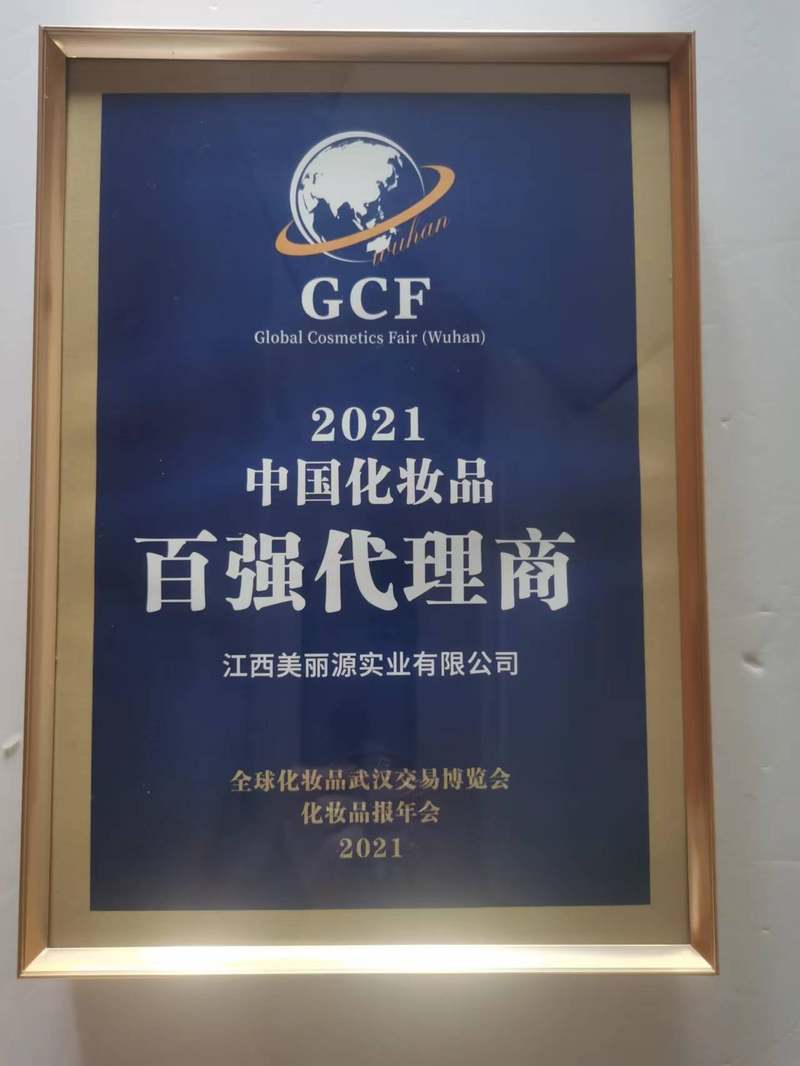 wuhan
GCF
Global Cosmetics Fair (Wuhan)
2021
中国化妆品
百强代理商
江西美丽源实业有限公司
全球化妆品武汉交易博览会
化妆品报年会
2021